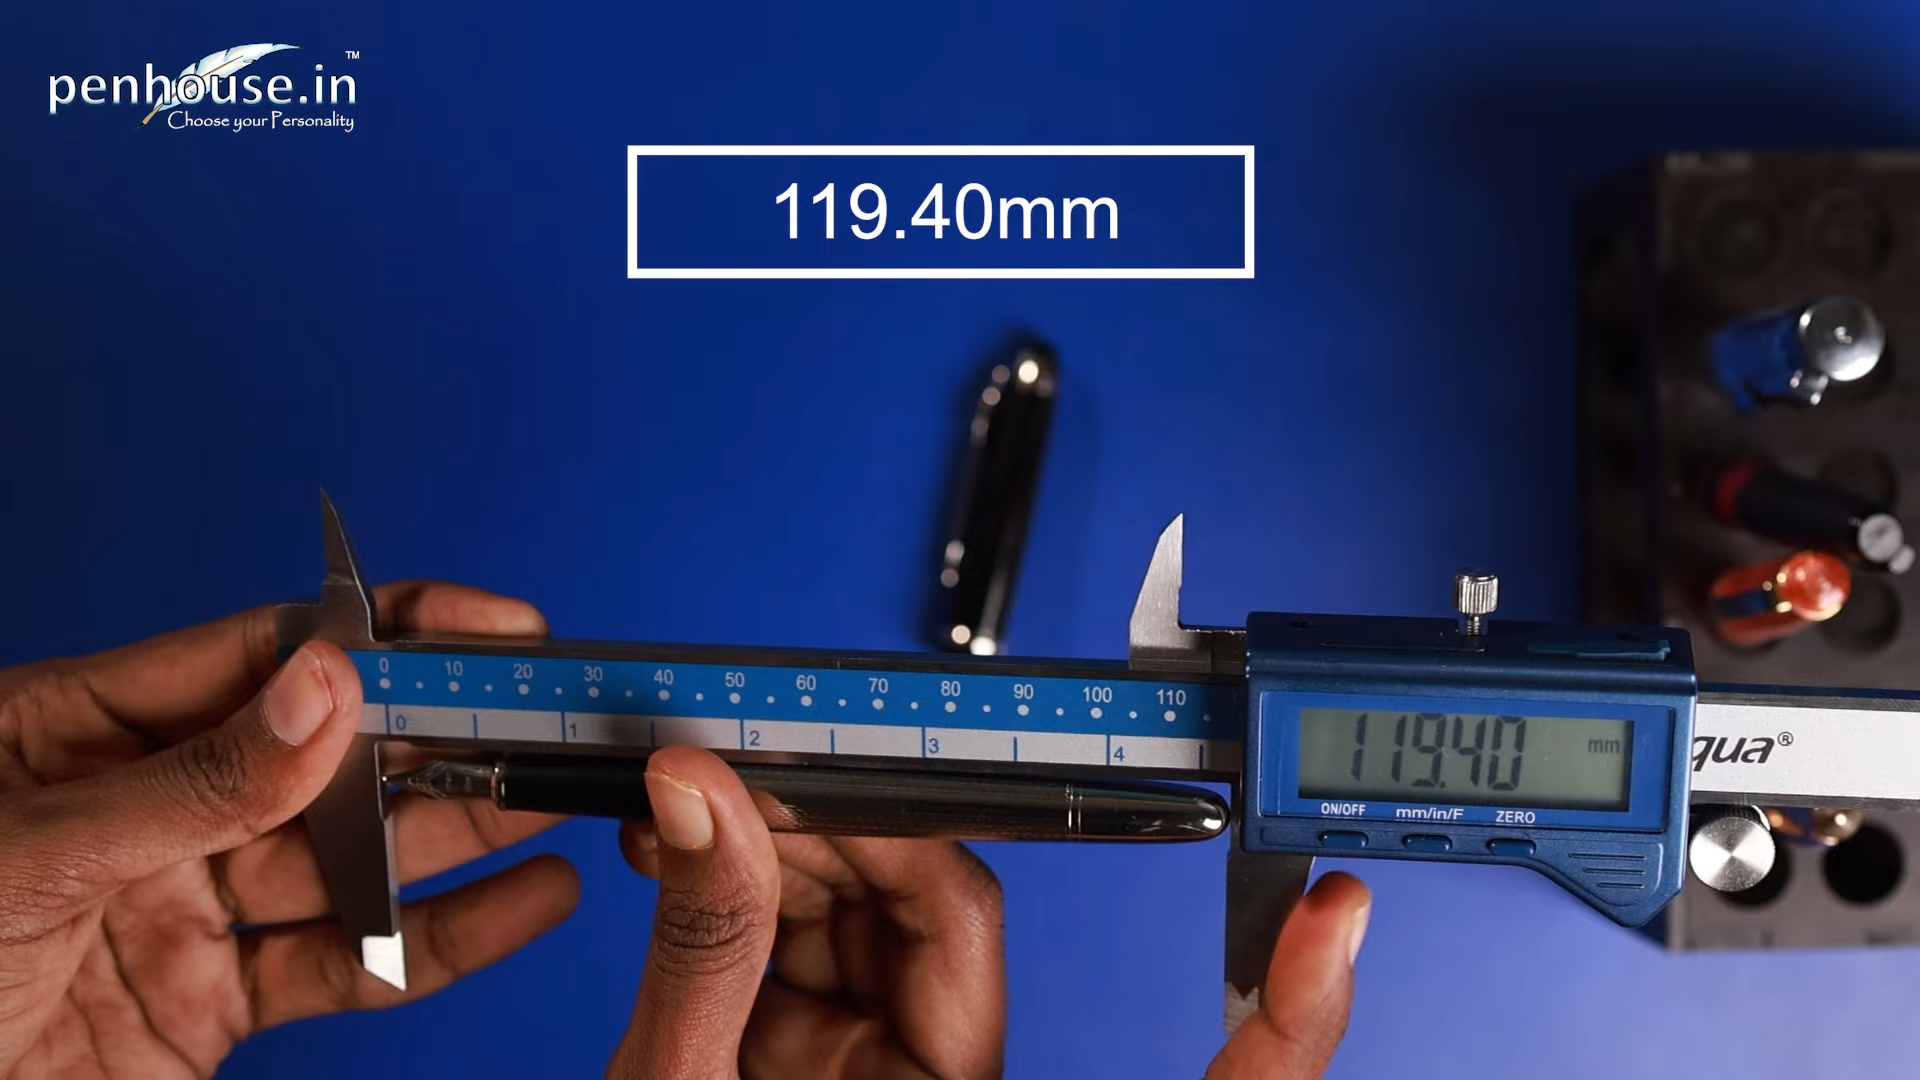 penhouse.in™
Choose your Personality
119.40mm
0 10 20 30 40 50 60 70 80 90 100 110
0 1 2 3 4
119.40 mm
ON/OFF mm/in/F ZERO
qua®